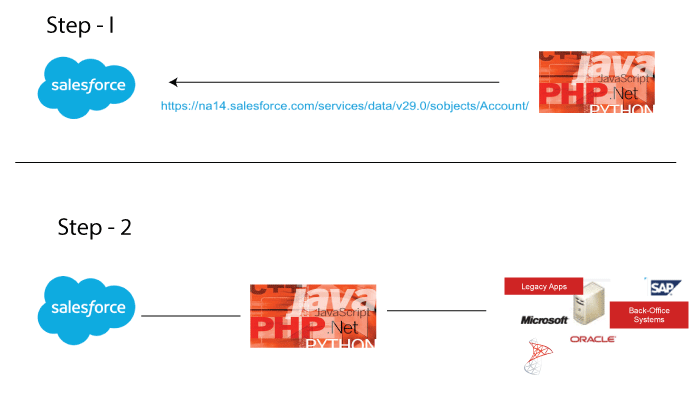 Step - I
salesforce
https://na14.salesforce.com/services/data/v29.0/sobjects/Account/
java
JavaScript
PHP
.Net
PYTHON
Step - 2
salesforce
java
JavaScript
PHP
.Net
PYTHON
Legacy Apps
SAP
Microsoft
Back-Office
Systems
ORACLE